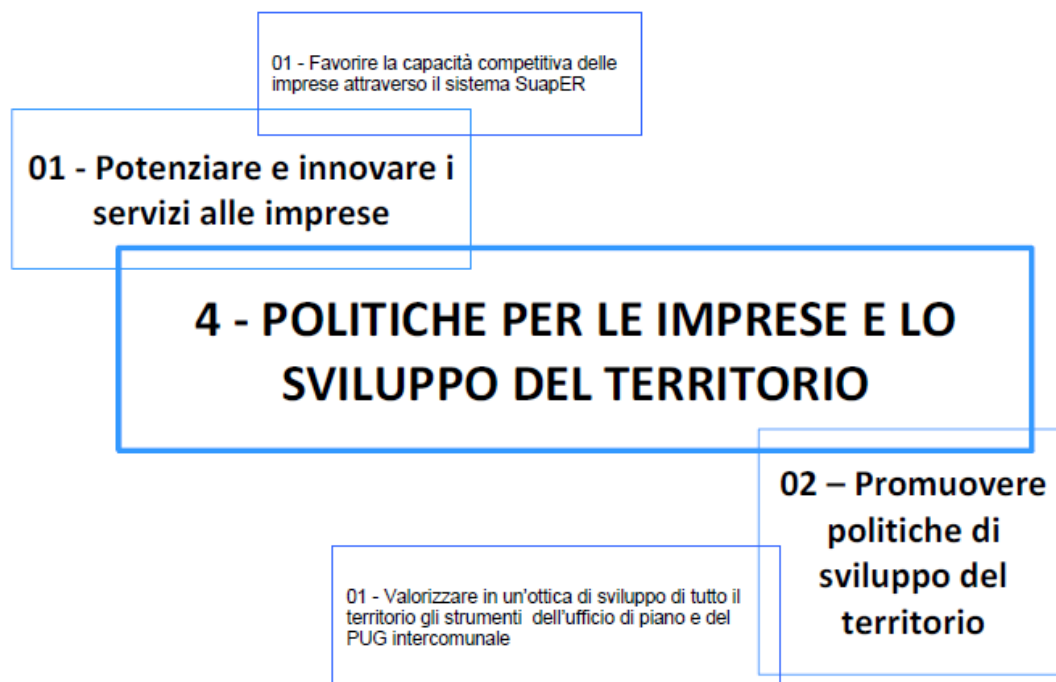 01 - Favorire la capacità competitiva delle
imprese attraverso il sistema SuapER
01 - Potenziare e innovare i
servizi alle imprese
4 - POLITICHE PER LE IMPRESE E LO
SVILUPPO DEL TERRITORIO
02 – Promuovere
politiche di
sviluppo del
territorio
01 - Valorizzare in un'ottica di sviluppo di tutto il
territorio gli strumenti  dell'ufficio di piano e del
PUG intercomunale